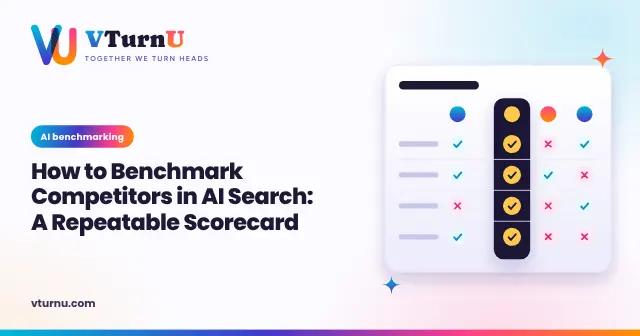 VTurnU
TOGETHER WE TURN HEADS
AI benchmarking
How to Benchmark
Competitors in AI Search:
A Repeatable Scorecard
vturnu.com